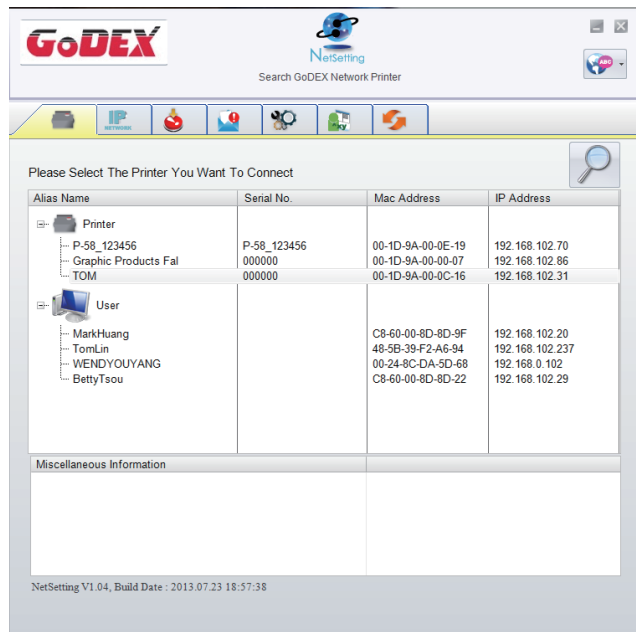 GoDEX
NetSetting
Search GoDEX Network Printer
ABC
IP
NETWORK
Please Select The Printer You Want To Connect
Alias Name Serial No. Mac Address IP Address
Printer
P-58_123456 P-58_123456 00-1D-9A-00-0E-19 192.168.102.70
Graphic Products Fal 000000 00-1D-9A-00-00-07 192.168.102.86
TOM 000000 00-1D-9A-00-0C-16 192.168.102.31
User
MarkHuang C8-60-00-8D-8D-9F 192.168.102.20
TomLin 48-5B-39-F2-A6-94 192.168.102.237
WENDYOUYANG 00-24-8C-DA-5D-68 192.168.0.102
BettyTsou C8-60-00-8D-8D-22 192.168.102.29
Miscellaneous Information
NetSetting V1.04, Build Date : 2013.07.23 18:57:38